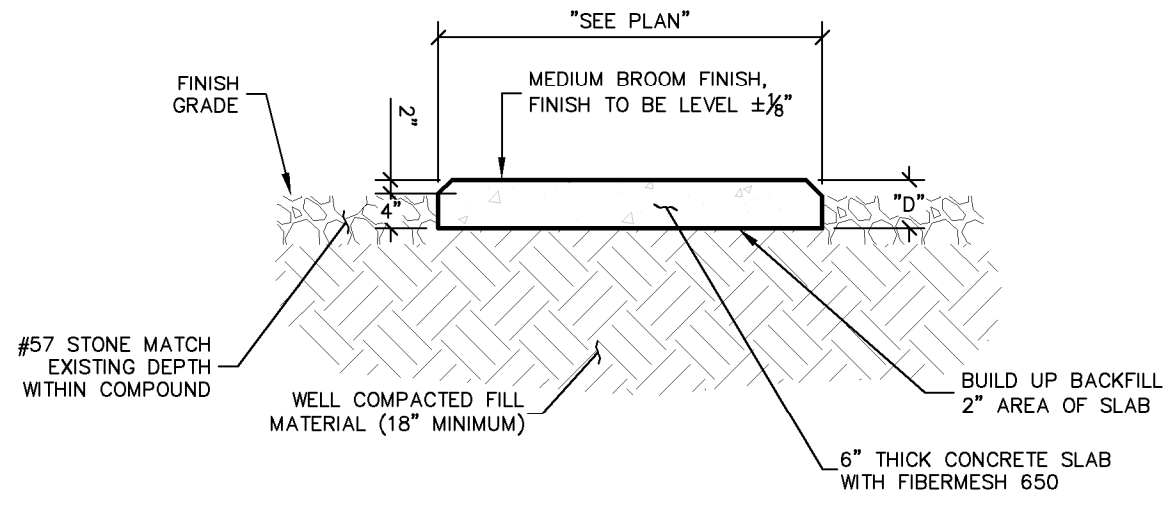 "SEE PLAN"
FINISH
GRADE
2"
MEDIUM BROOM FINISH,
FINISH TO BE LEVEL ±⅛"
4"
"D"
#57 STONE MATCH
EXISTING DEPTH
WITHIN COMPOUND
WELL COMPACTED FILL
MATERIAL (18" MINIMUM)
BUILD UP BACKFILL
2" AREA OF SLAB
6" THICK CONCRETE SLAB
WITH FIBERMESH 650